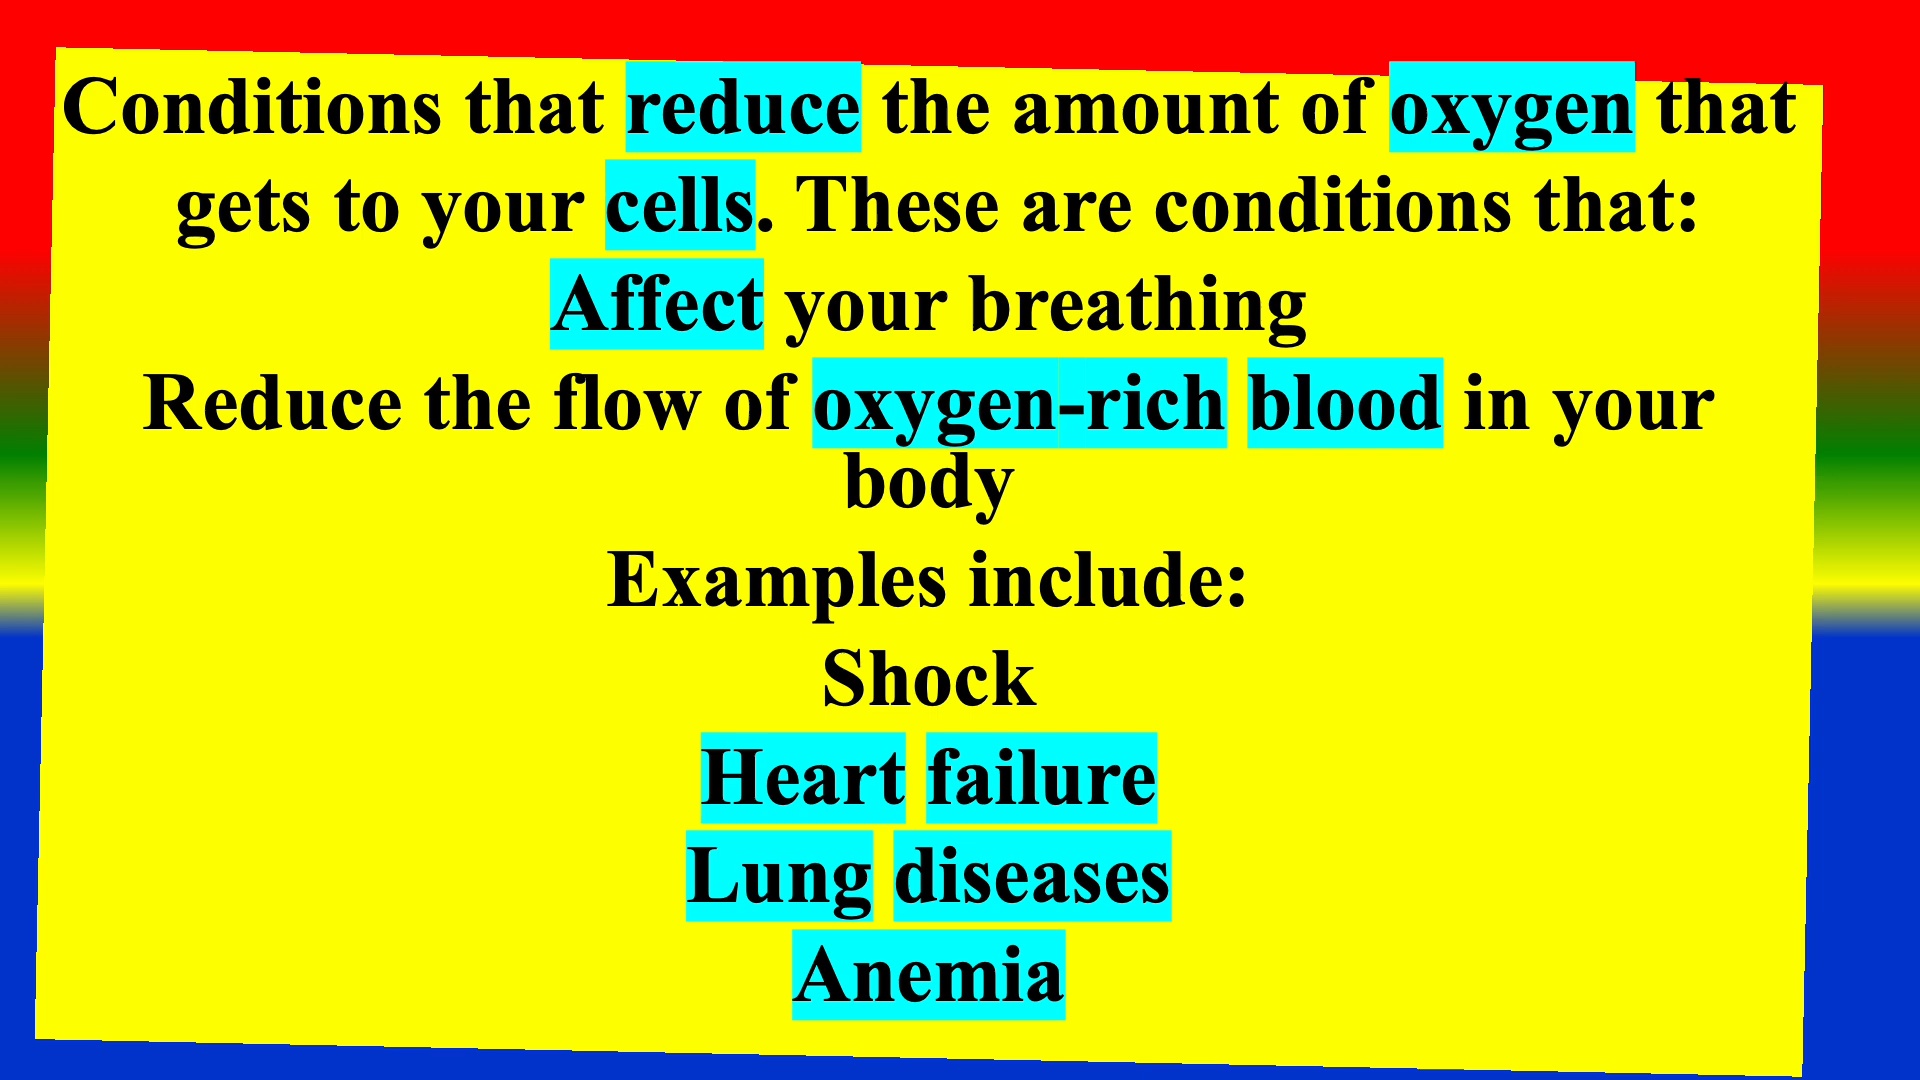 Conditions that reduce the amount of oxygen that
gets to your cells. These are conditions that:
Affect your breathing
Reduce the flow of oxygen-rich blood in your
body
Examples include:
Shock
Heart failure
Lung diseases
Anemia